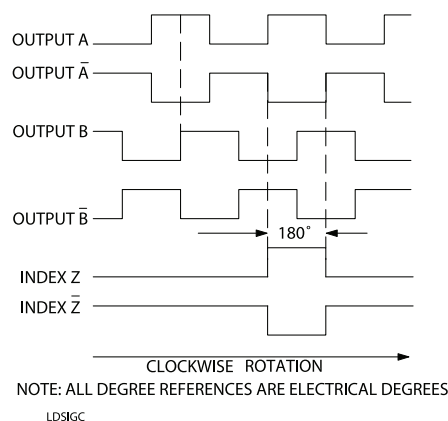 OUTPUT A
OUTPUT A̅
OUTPUT B
OUTPUT B̅
180°
INDEX Z
INDEX Z̅
CLOCKWISE ROTATION
NOTE: ALL DEGREE REFERENCES ARE ELECTRICAL DEGREES
LDSIGC